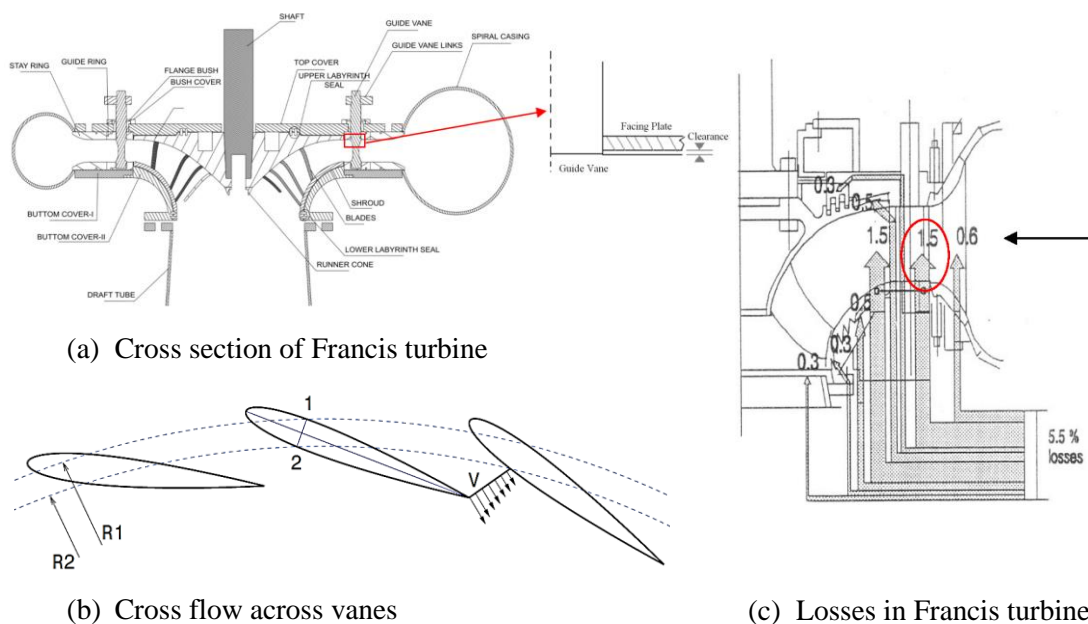 SHAFT
GUIDE VANE
GUIDE VANE LINKS
SPIRAL CASING
STAY RING
GUIDE RING
FLANGE BUSH
BUSH COVER
TOP COVER
UPPER LABYRINTH
SEAL
Facing Plate
Clearance
Guide Vane
SHROUD
BLADES
BUTTOM COVER-I
BUTTOM COVER-II
LOWER LABYRINTH SEAL
RUNNER CONE
DRAFT TUBE
(a) Cross section of Francis turbine
1
2
V
R1
R2
(b) Cross flow across vanes
0.3
0.5
1.5
1.5
0.6
0.5
0.3
0.3
5.5 %
losses
(c) Losses in Francis turbine